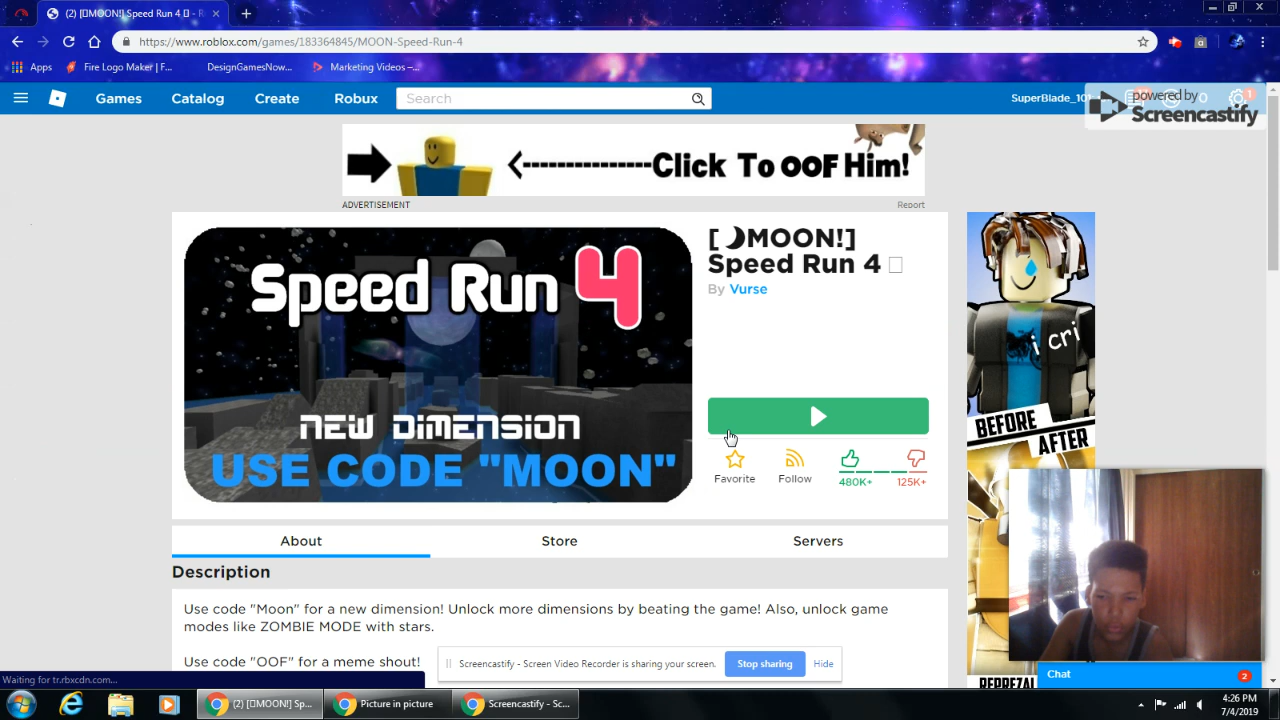 (2) [▯MOON!] Speed Run 4 ▯ - R
https://www.roblox.com/games/183364845/MOON-Speed-Run-4
Apps Fire Logo Maker | F... DesignGamesNow... Marketing Videos –...
Games Catalog Create Robux Search SuperBlade_101
powered by
Screencastify
1
<---------------Click To OOF Him!
ADVERTISEMENT Report
Speed Run 4
NEW DIMENSION
USE CODE "MOON"
[🌙MOON!]
Speed Run 4 ▯
By Vurse
Favorite Follow 480K+ 125K+
i cri
BEFORE
AFTER
About Store Servers
Description
Use code "Moon" for a new dimension! Unlock more dimensions by beating the game! Also, unlock game
modes like ZOMBIE MODE with stars.
Use code "OOF" for a meme shout!
Screencastify - Screen Video Recorder is sharing your screen. Stop sharing Hide
Chat 2
Waiting for tr.rbxcdn.com...
(2) [▯MOON!] Sp... Picture in picture Screencastify - Sc...
4:26 PM
7/4/2019